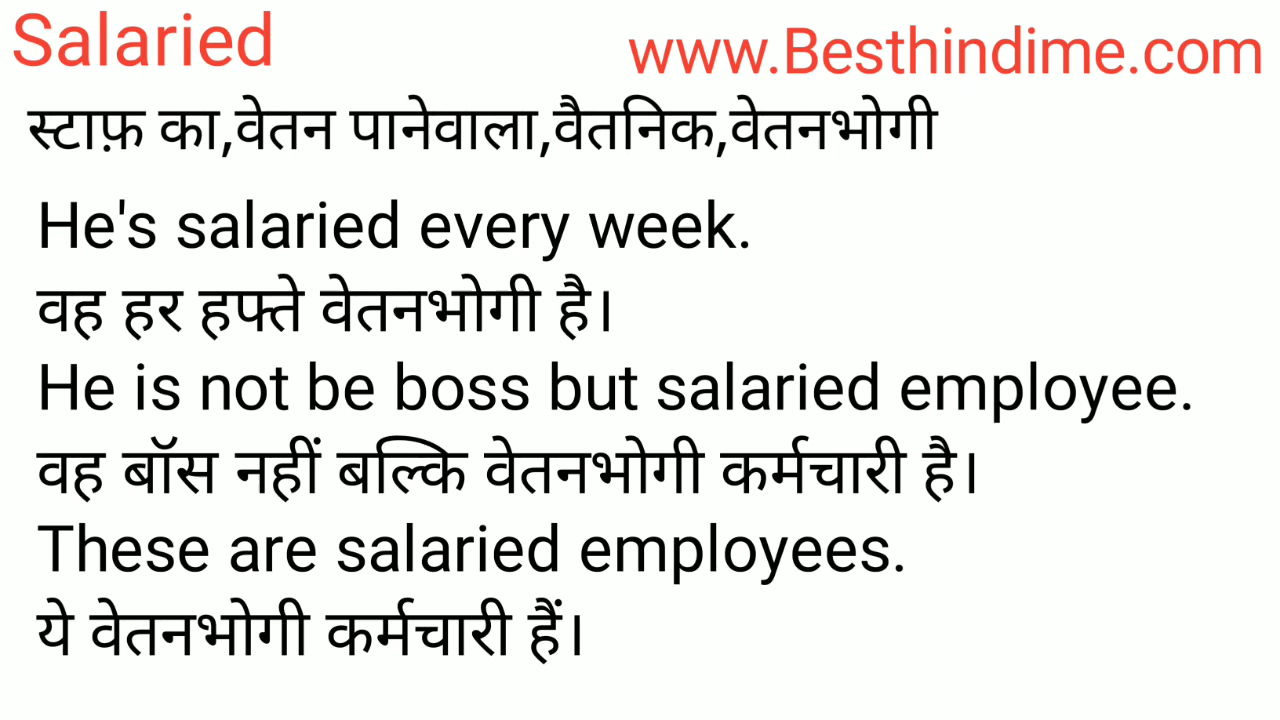 Salaried
www.Besthindime.com
स्टाफ़ का,वेतन पानेवाला,वैतनिक,वेतनभोगी
He's salaried every week.
वह हर हफ्ते वेतनभोगी है।
He is not be boss but salaried employee.
वह बॉस नहीं बल्कि वेतनभोगी कर्मचारी है।
These are salaried employees.
ये वेतनभोगी कर्मचारी हैं।